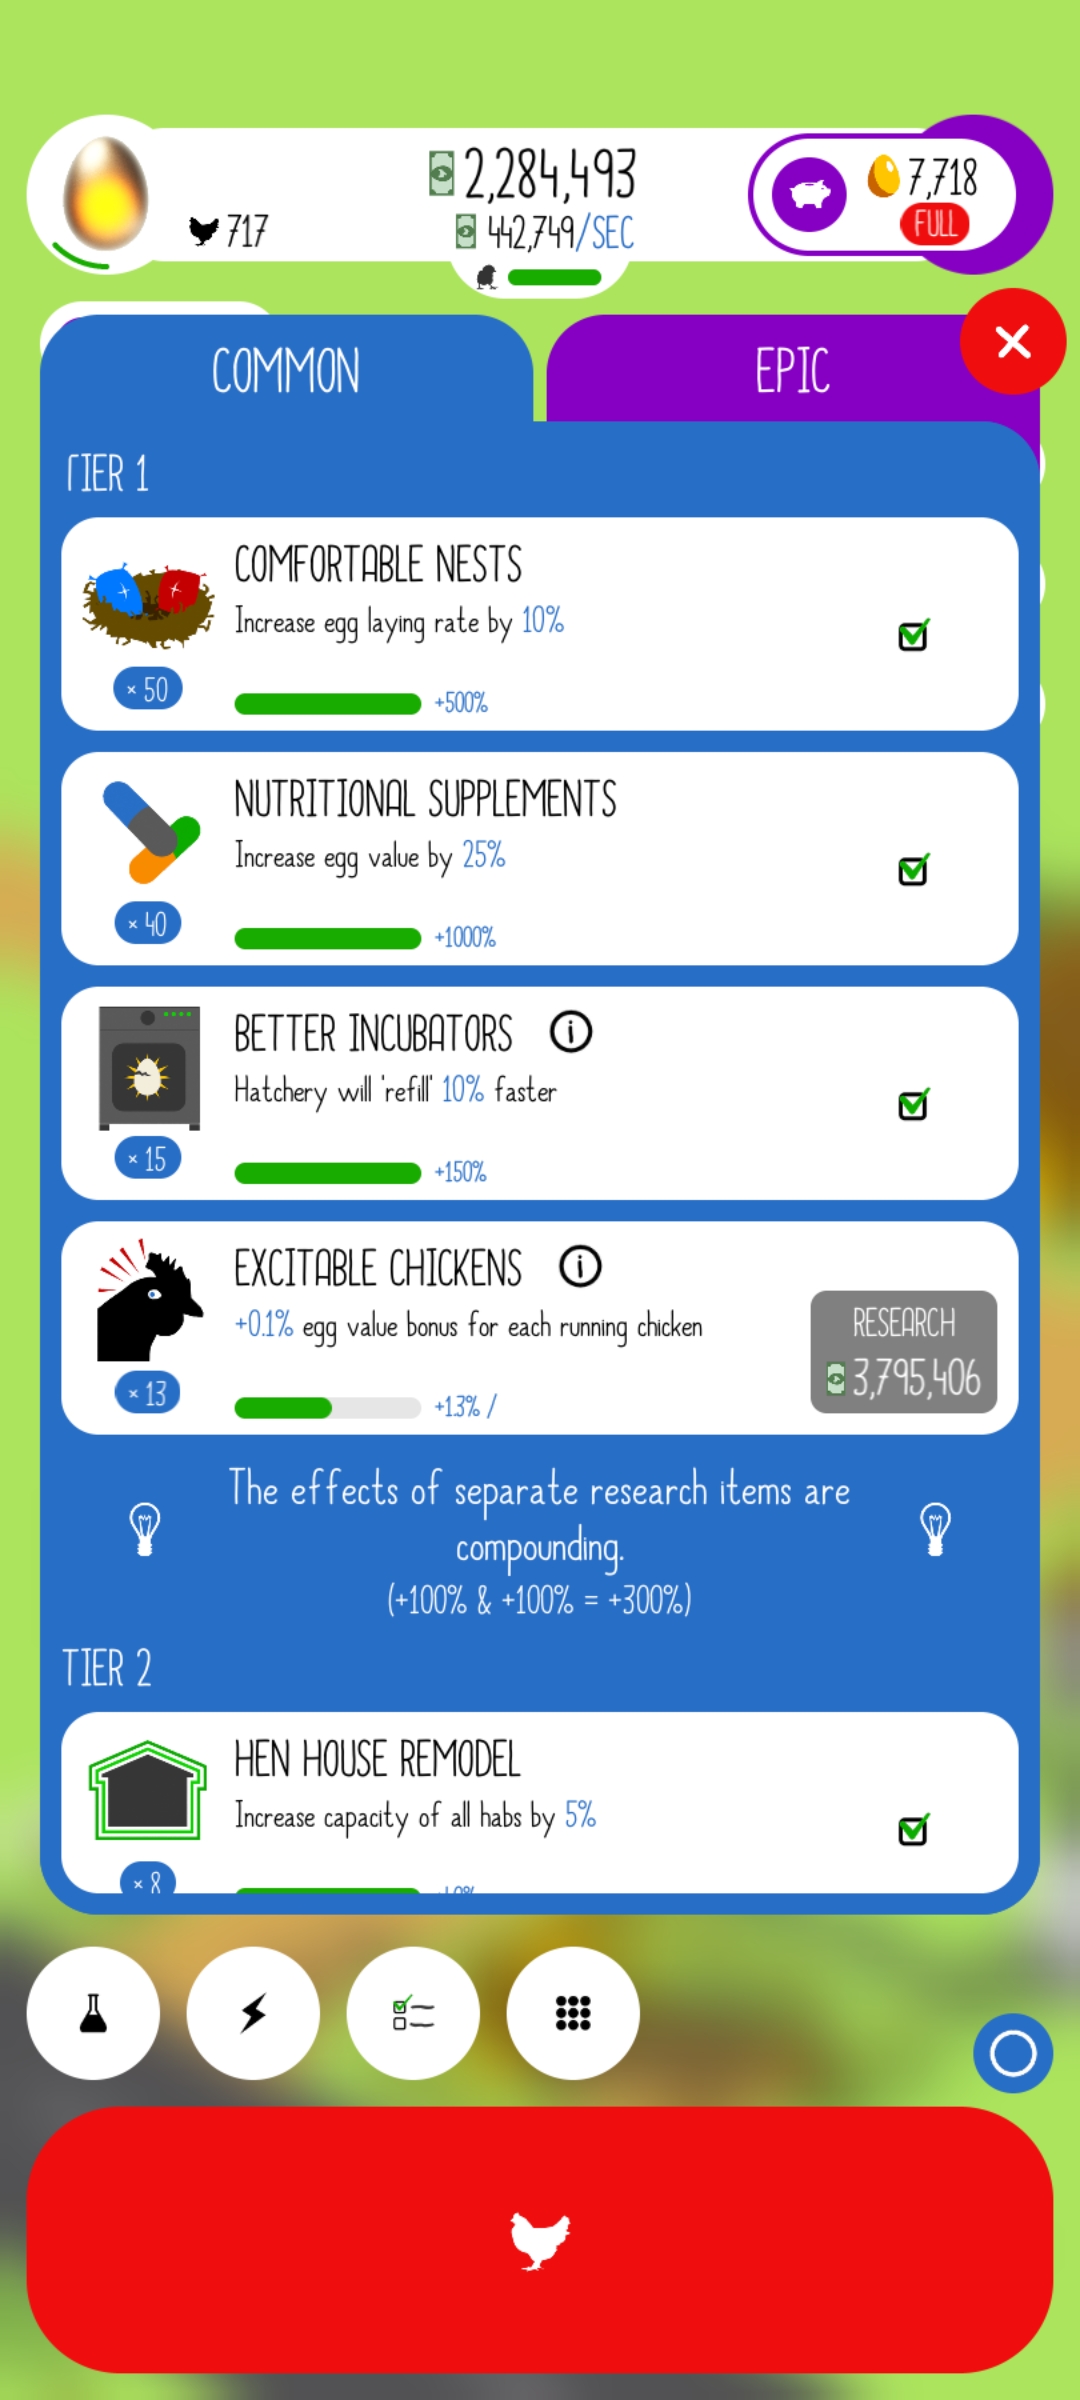 2,284,493
7,718
717
442,749/SEC
FULL
COMMON
EPIC
TIER 1
COMFORTABLE NESTS
Increase egg laying rate by 10%
× 50
+500%
NUTRITIONAL SUPPLEMENTS
Increase egg value by 25%
× 40
+1000%
BETTER INCUBATORS
Hatchery will 'refill' 10% faster
× 15
+150%
EXCITABLE CHICKENS
+0.1% egg value bonus for each running chicken
RESEARCH
3,795,406
× 13
+1.3% /
The effects of separate research items are
compounding.
(+100% & +100% = +300%)
TIER 2
HEN HOUSE REMODEL
Increase capacity of all habs by 5%
× 8